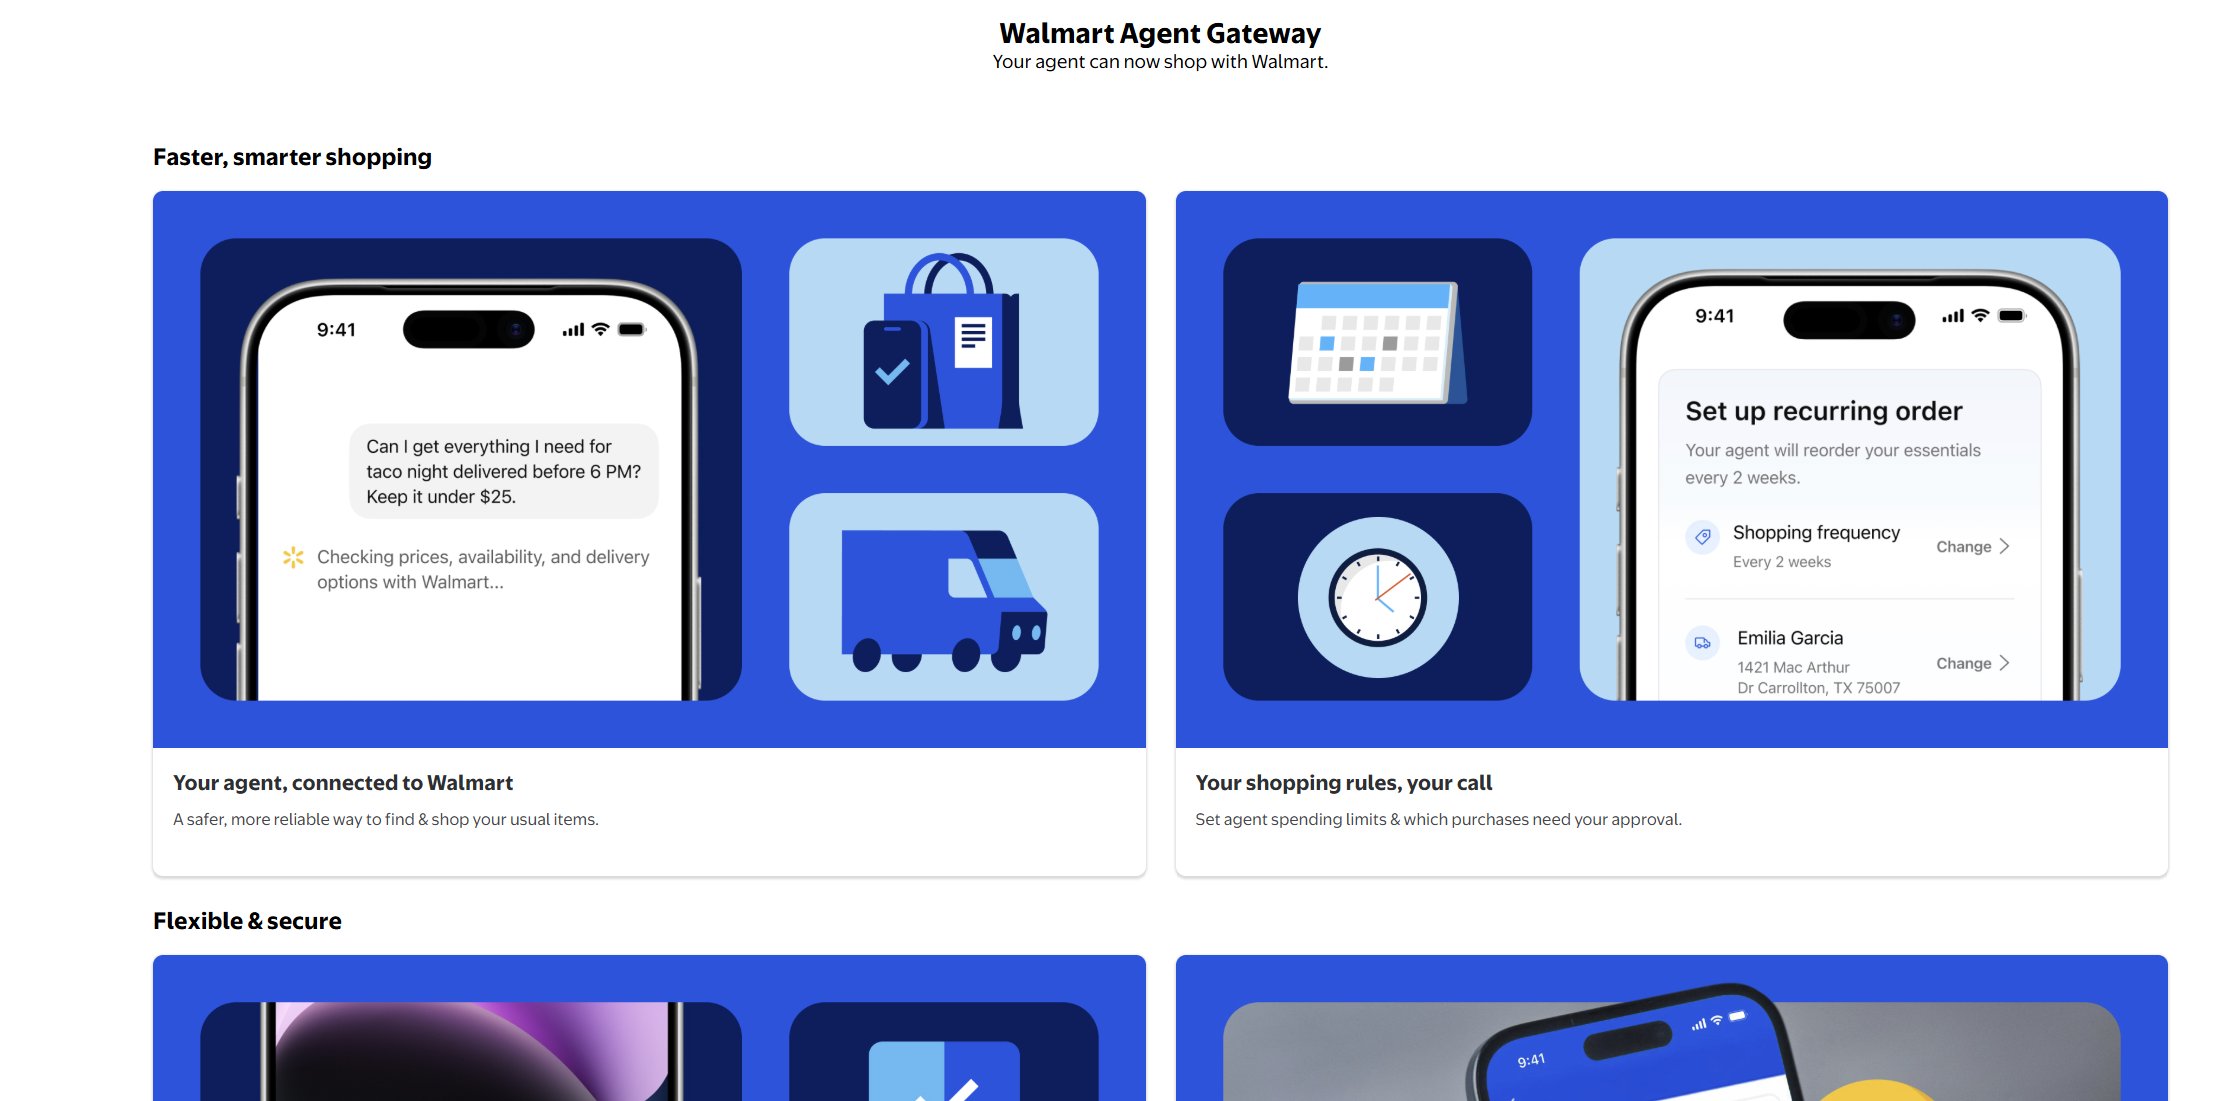 Walmart Agent Gateway
Your agent can now shop with Walmart.
Faster, smarter shopping
9:41
Can I get everything I need for
taco night delivered before 6 PM?
Keep it under $25.
Checking prices, availability, and delivery
options with Walmart...
9:41
Set up recurring order
Your agent will reorder your essentials
every 2 weeks.
Shopping frequency
Every 2 weeks
Change
Emilia Garcia
1421 Mac Arthur
Dr Carrollton, TX 75007
Change
Your agent, connected to Walmart
A safer, more reliable way to find & shop your usual items.
Your shopping rules, your call
Set agent spending limits & which purchases need your approval.
Flexible & secure
9:41